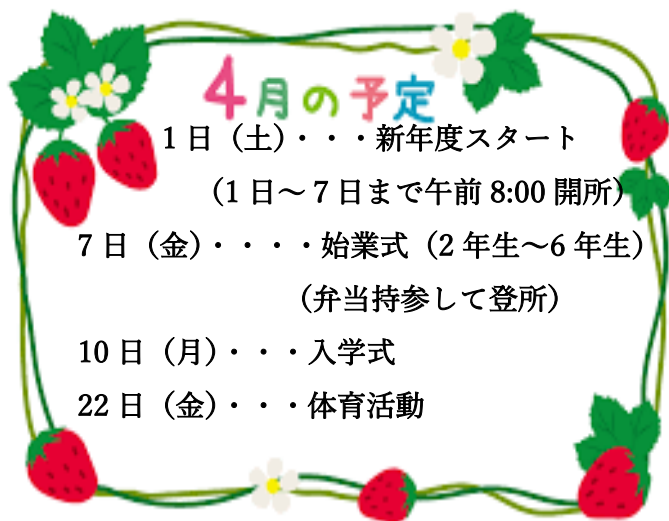 4月の予定
1日（土）・・・新年度スタート
（1日～7日まで午前8:00開所）
7日（金）・・・・始業式（2年生～6年生）
（弁当持参して登所）
10日（月）・・・入学式
22日（金）・・・体育活動